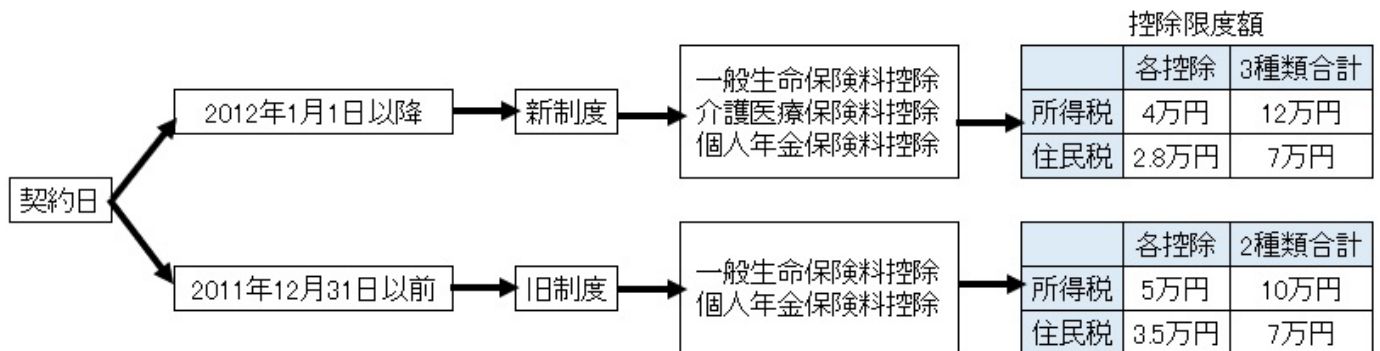 控除限度額
各控除 3種類合計
所得税 4万円 12万円
住民税 2.8万円 7万円
契約日
2012年1月1日以降
新制度
一般生命保険料控除
介護医療保険料控除
個人年金保険料控除
2011年12月31日以前
旧制度
一般生命保険料控除
個人年金保険料控除
各控除 2種類合計
所得税 5万円 10万円
住民税 3.5万円 7万円